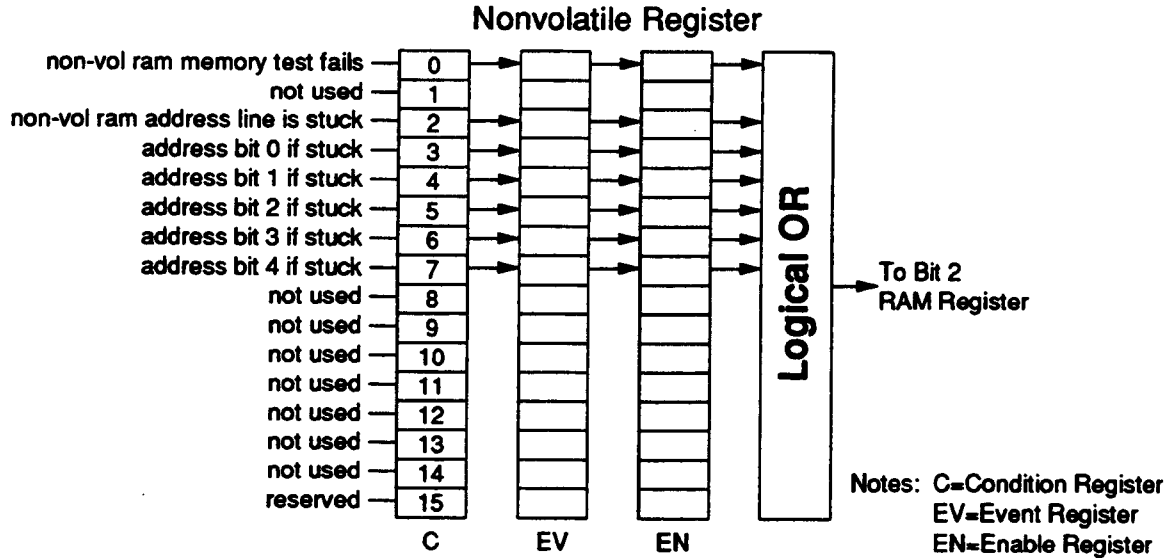 Nonvolatile Register
non-vol ram memory test fails 0
not used 1
non-vol ram address line is stuck 2
address bit 0 if stuck 3
address bit 1 if stuck 4
address bit 2 if stuck 5
address bit 3 if stuck 6
address bit 4 if stuck 7
not used 8
not used 9
not used 10
not used 11
not used 12
not used 13
not used 14
reserved 15
C EV EN
Logical OR
To Bit 2
RAM Register
Notes: C=Condition Register
EV=Event Register
EN=Enable Register